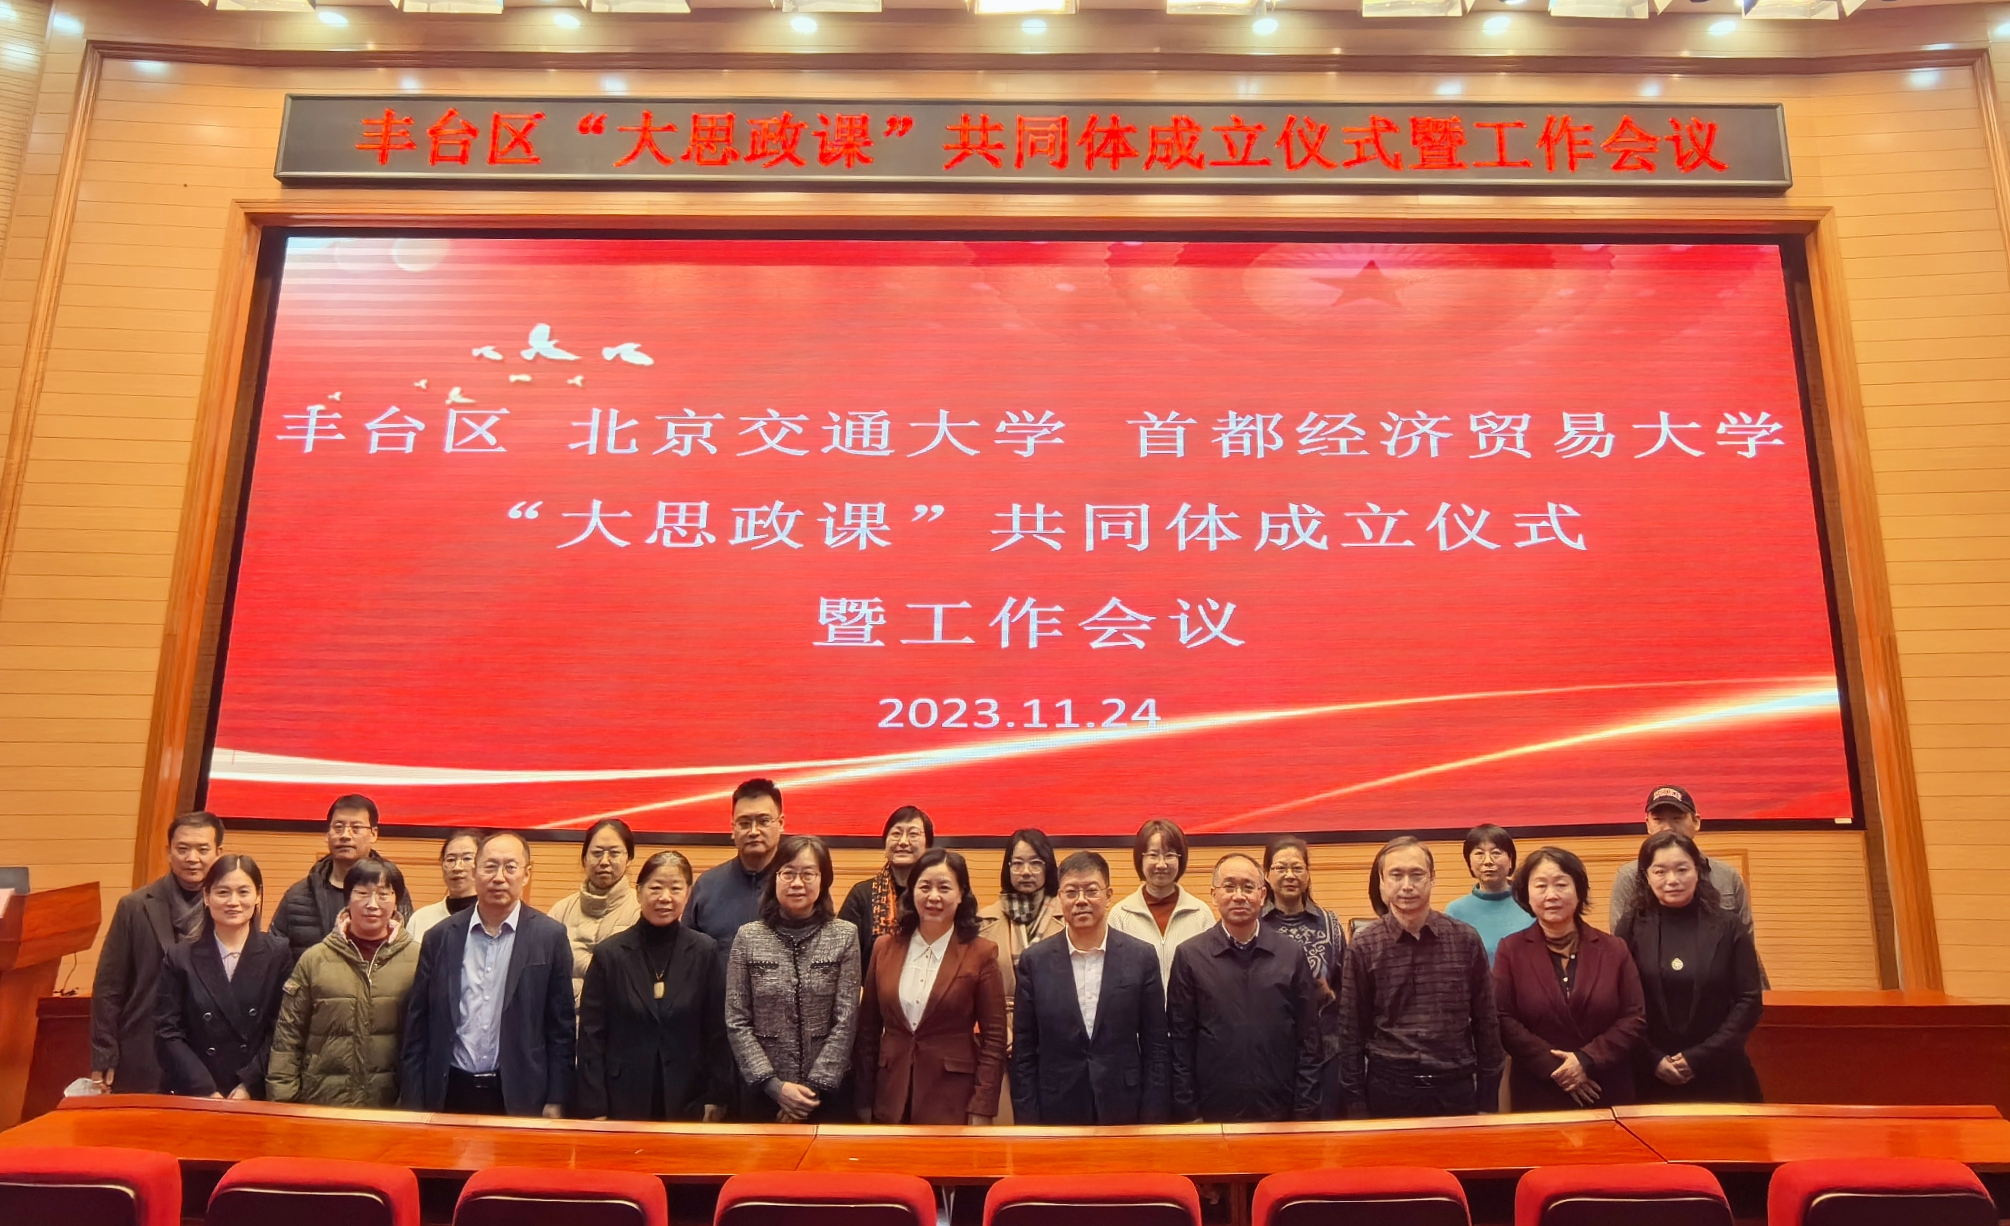 丰台区“大思政课”共同体成立仪式暨工作会议
丰台区 北京交通大学 首都经济贸易大学
“大思政课”共同体成立仪式
暨工作会议
2023.11.24